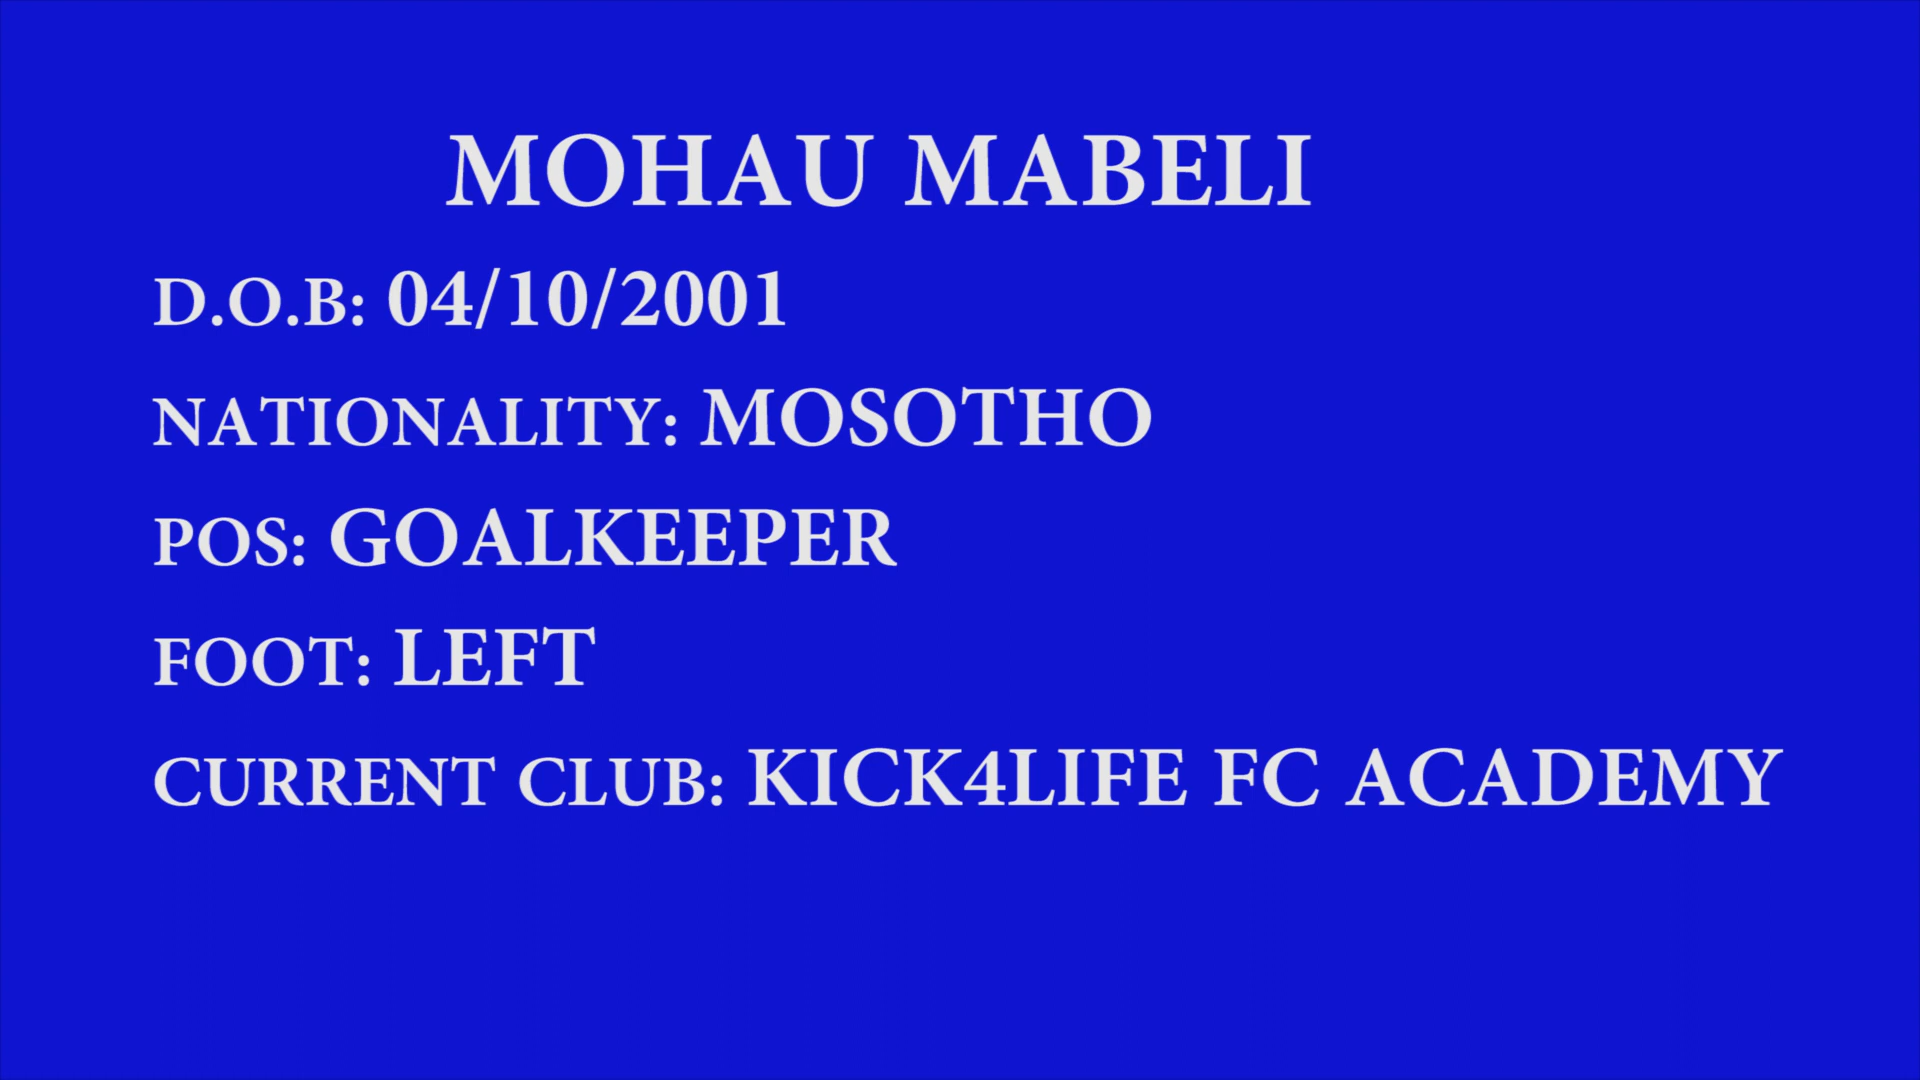 MOHAU MABELI
D.O.B: 04/10/2001
NATIONALITY: MOSOTHO
POS: GOALKEEPER
FOOT: LEFT
CURRENT CLUB: KICK4LIFE FC ACADEMY